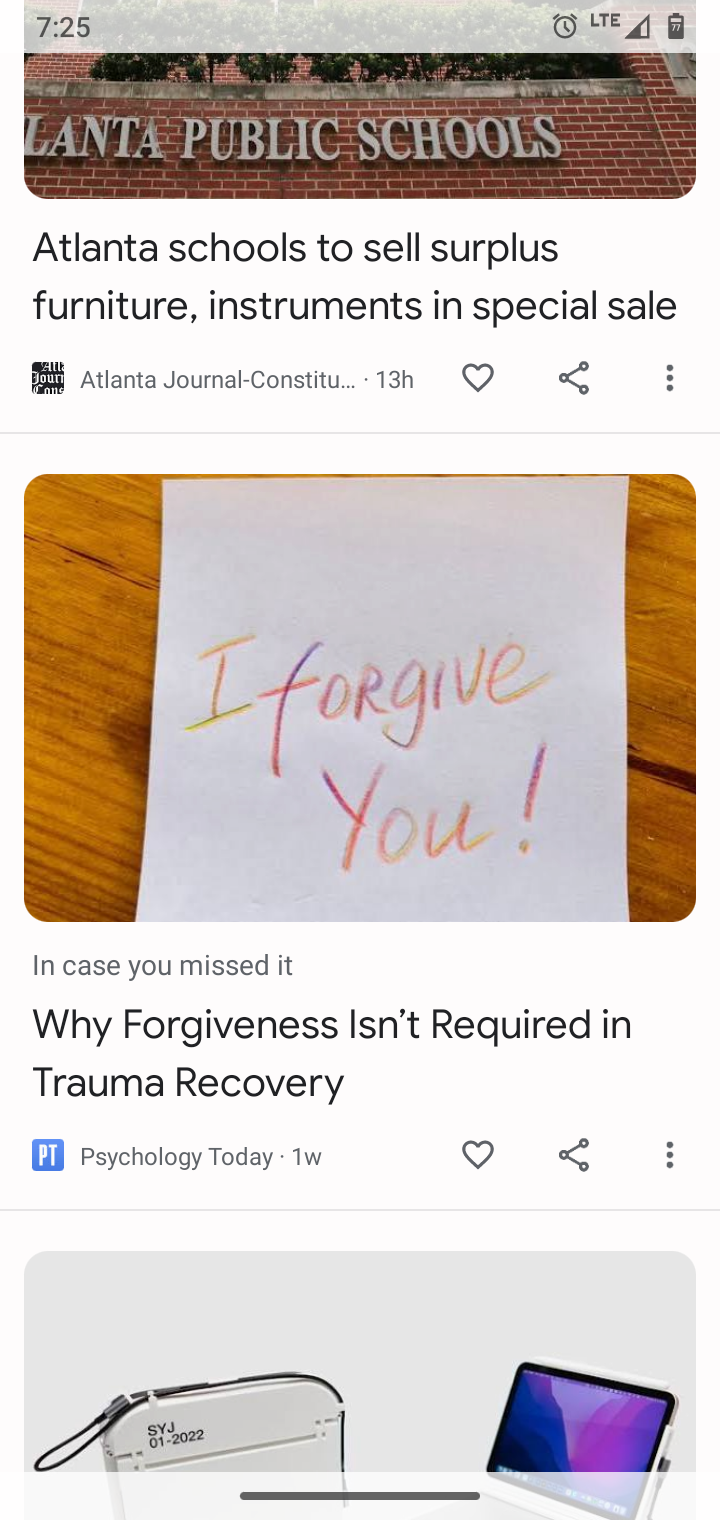 7:25 LTE 77
LANTA PUBLIC SCHOOLS
Atlanta schools to sell surplus
furniture, instruments in special sale
Atlanta Journal-Constitu... · 13h
I forgive
You!
In case you missed it
Why Forgiveness Isn’t Required in
Trauma Recovery
PT Psychology Today · 1w
SYJ
01-2022